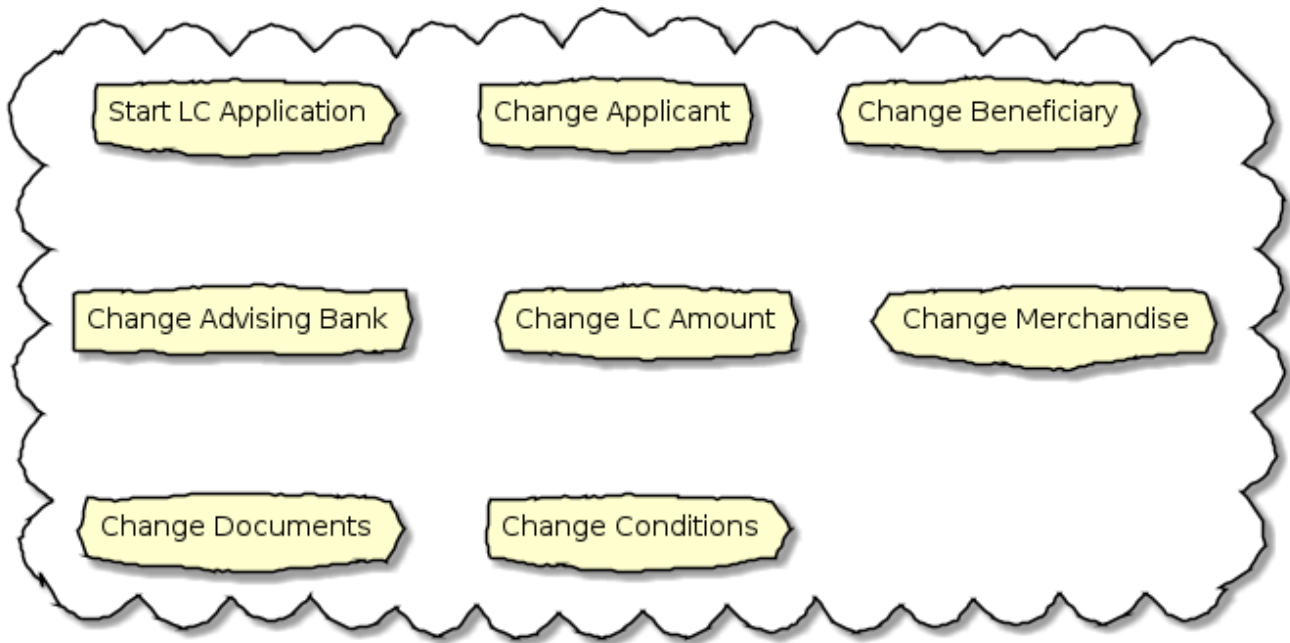 Start LC Application
Change Applicant
Change Beneficiary
Change Advising Bank
Change LC Amount
Change Merchandise
Change Documents
Change Conditions